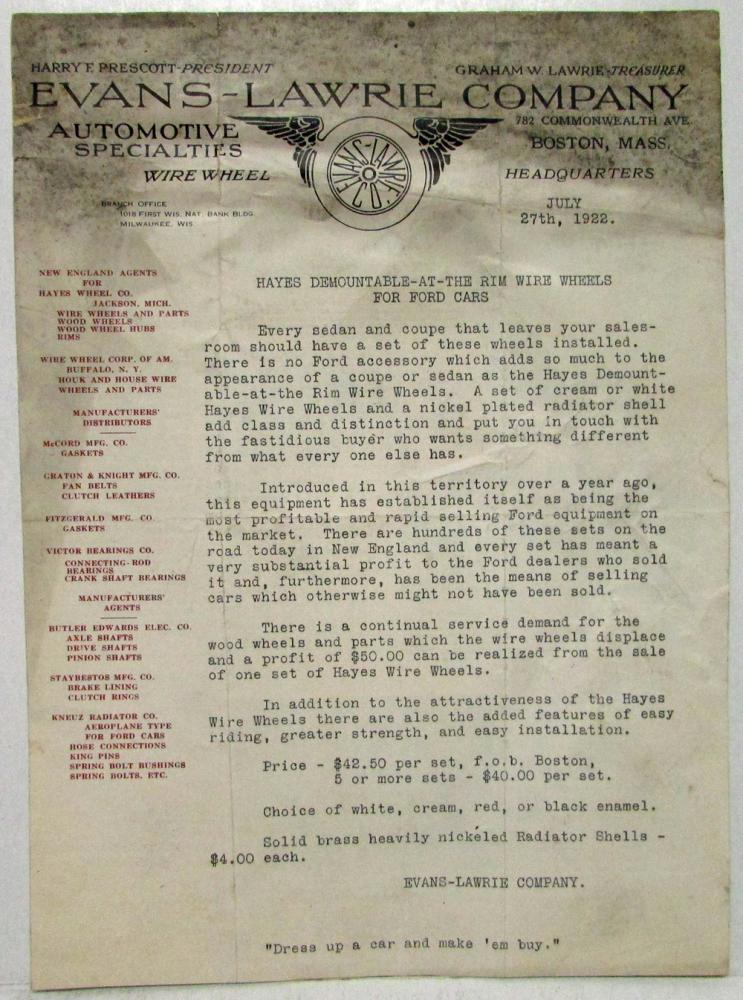 HARRY F. PRESCOTT-PRESIDENT
GRAHAM W. LAWRIE-TREASURER
EVANS-LAWRIE COMPANY
782 COMMONWEALTH AVE.
AUTOMOTIVE
SPECIALTIES
BOSTON, MASS.
WIRE WHEEL
HEADQUARTERS
EVANS-LAWRIE CO
BRANCH OFFICE
1018 FIRST WIS. NAT. BANK BLDG.
MILWAUKEE, WIS.
JULY
27th, 1922.
NEW ENGLAND AGENTS
FOR
HAYES WHEEL CO.
JACKSON, MICH.
WIRE WHEELS AND PARTS
WOOD WHEELS
WOOD WHEEL HUBS
RIMS
WIRE WHEEL CORP. OF AM.
BUFFALO, N. Y.
HOUK AND HOUSE WIRE
WHEELS AND PARTS
MANUFACTURERS'
DISTRIBUTORS
McCORD MFG. CO.
GASKETS
GRATON & KNIGHT MFG. CO.
FAN BELTS
CLUTCH LEATHERS
FITZGERALD MFG. CO.
GASKETS
VICTOR BEARINGS CO.
CONNECTING-ROD
BEARINGS
CRANK SHAFT BEARINGS
MANUFACTURERS'
AGENTS
BUTLER EDWARDS ELEC. CO.
AXLE SHAFTS
DRIVE SHAFTS
PINION SHAFTS
STAYBESTOS MFG. CO.
BRAKE LINING
CLUTCH RINGS
KNEUZ RADIATOR CO.
AEROPLANE TYPE
FOR FORD CARS
HOSE CONNECTIONS
KING PINS
SPRING BOLT BUSHINGS
SPRING BOLTS, ETC.
HAYES DEMOUNTABLE-AT-THE RIM WIRE WHEELS
FOR FORD CARS
Every sedan and coupe that leaves your sales-
room should have a set of these wheels installed.
There is no Ford accessory which adds so much to the
appearance of a coupe or sedan as the Hayes Demount-
able-at-the Rim Wire Wheels. A set of cream or white
Hayes Wire Wheels and a nickel plated radiator shell
add class and distinction and put you in touch with
the fastidious buyer who wants something different
from what every one else has.
Introduced in this territory over a year ago,
this equipment has established itself as being the
most profitable and rapid selling Ford equipment on
the market. There are hundreds of these sets on the
road today in New England and every set has meant a
very substantial profit to the Ford dealers who sold
it and, furthermore, has been the means of selling
cars which otherwise might not have been sold.
There is a continual service demand for the
wood wheels and parts which the wire wheels displace
and a profit of $50.00 can be realized from the sale
of one set of Hayes Wire Wheels.
In addition to the attractiveness of the Hayes
Wire Wheels there are also the added features of easy
riding, greater strength, and easy installation.
Price - $42.50 per set, f.o.b. Boston,
5 or more sets - $40.00 per set.
Choice of white, cream, red, or black enamel.
Solid brass heavily nickeled Radiator Shells -
$4.00 each.
EVANS-LAWRIE COMPANY.
"Dress up a car and make 'em buy."